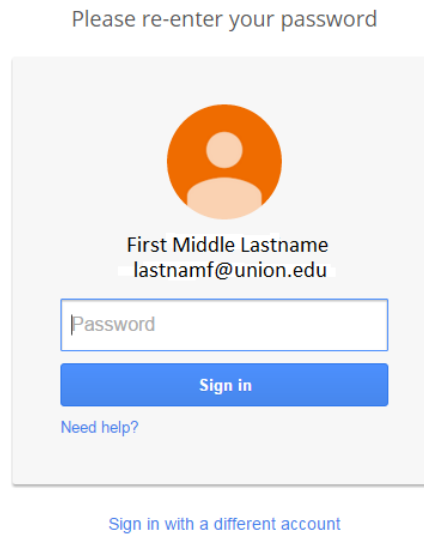 Please re-enter your password
First Middle Lastname
lastnamf@union.edu
Password
Sign in
Need help?
Sign in with a different account